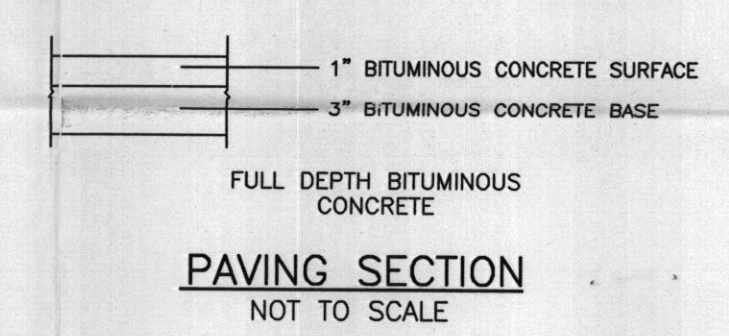 1" BITUMINOUS CONCRETE SURFACE
3" BITUMINOUS CONCRETE BASE
FULL DEPTH BITUMINOUS
CONCRETE
PAVING SECTION
NOT TO SCALE